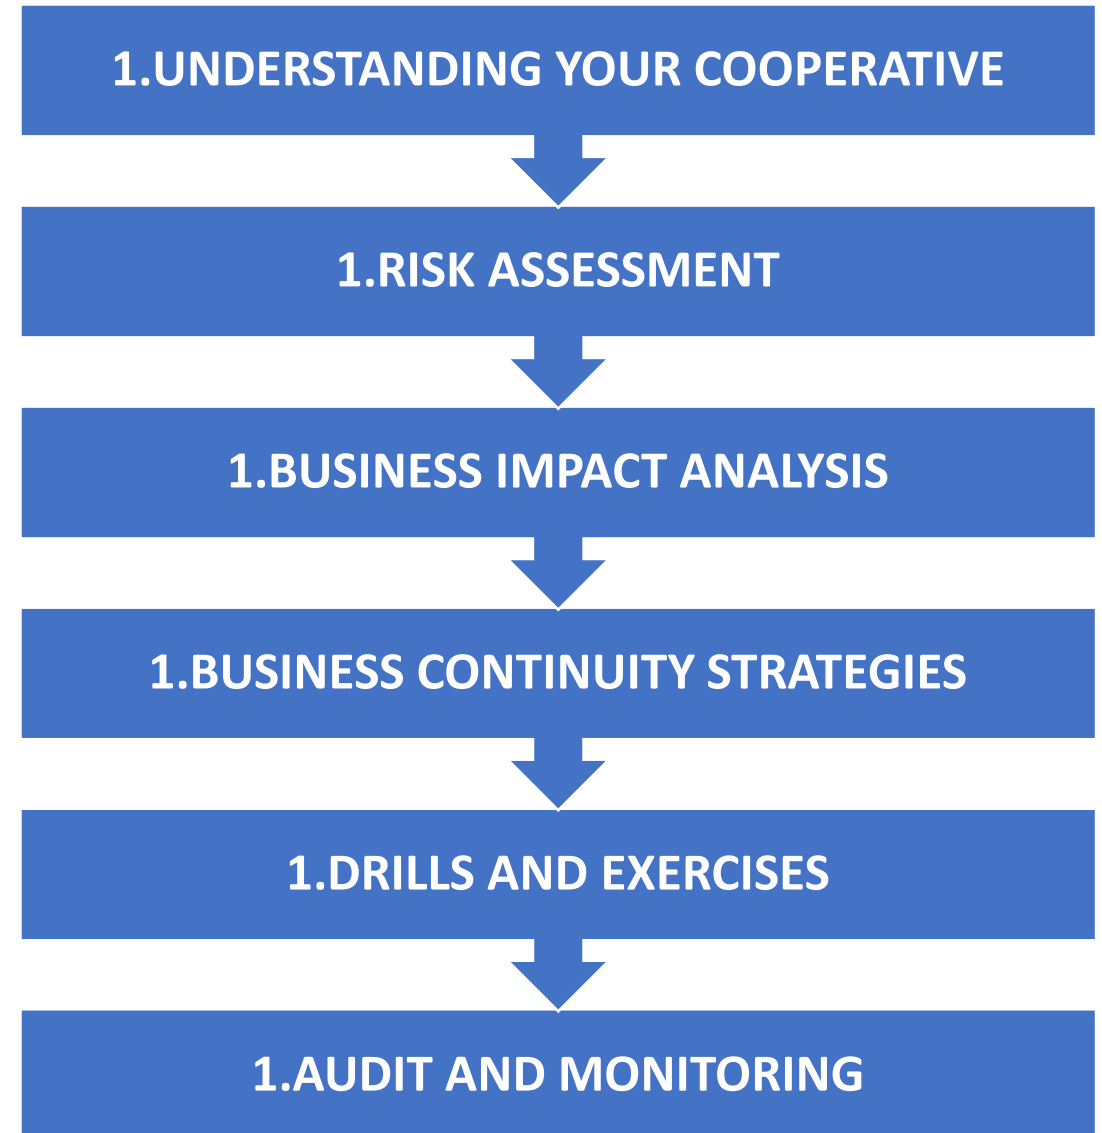 1.UNDERSTANDING YOUR COOPERATIVE
1.RISK ASSESSMENT
1.BUSINESS IMPACT ANALYSIS
1.BUSINESS CONTINUITY STRATEGIES
1.DRILLS AND EXERCISES
1.AUDIT AND MONITORING